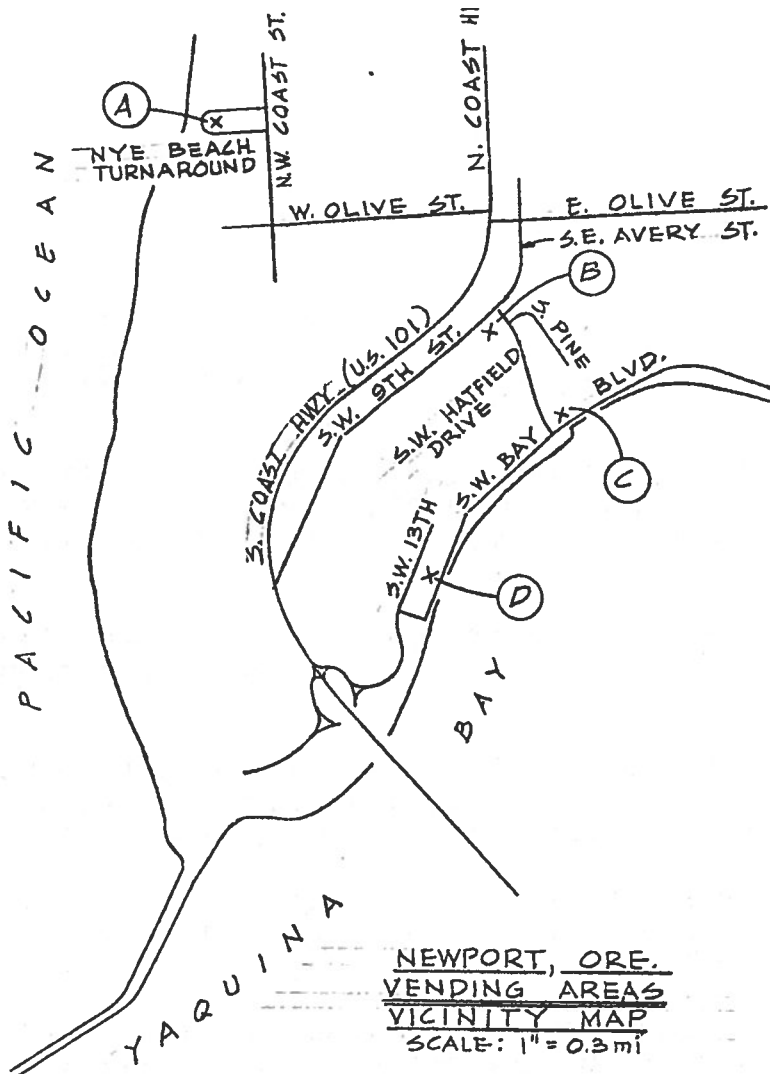 N.W. COAST ST.
N. COAST HI
A
NYE BEACH
TURNAROUND
PACIFIC OCEAN
W. OLIVE ST.
E. OLIVE ST.
S.E. AVERY ST.
B
S. COAST HWY. (U.S. 101)
S.W. 9TH ST.
PINE
S.W. HATFIELD
DRIVE
S.W. BAY BLVD.
C
S.W. 13TH
D
YAQUINA BAY
NEWPORT, ORE.
VENDING AREAS
VICINITY MAP
SCALE: 1" = 0.3 mi